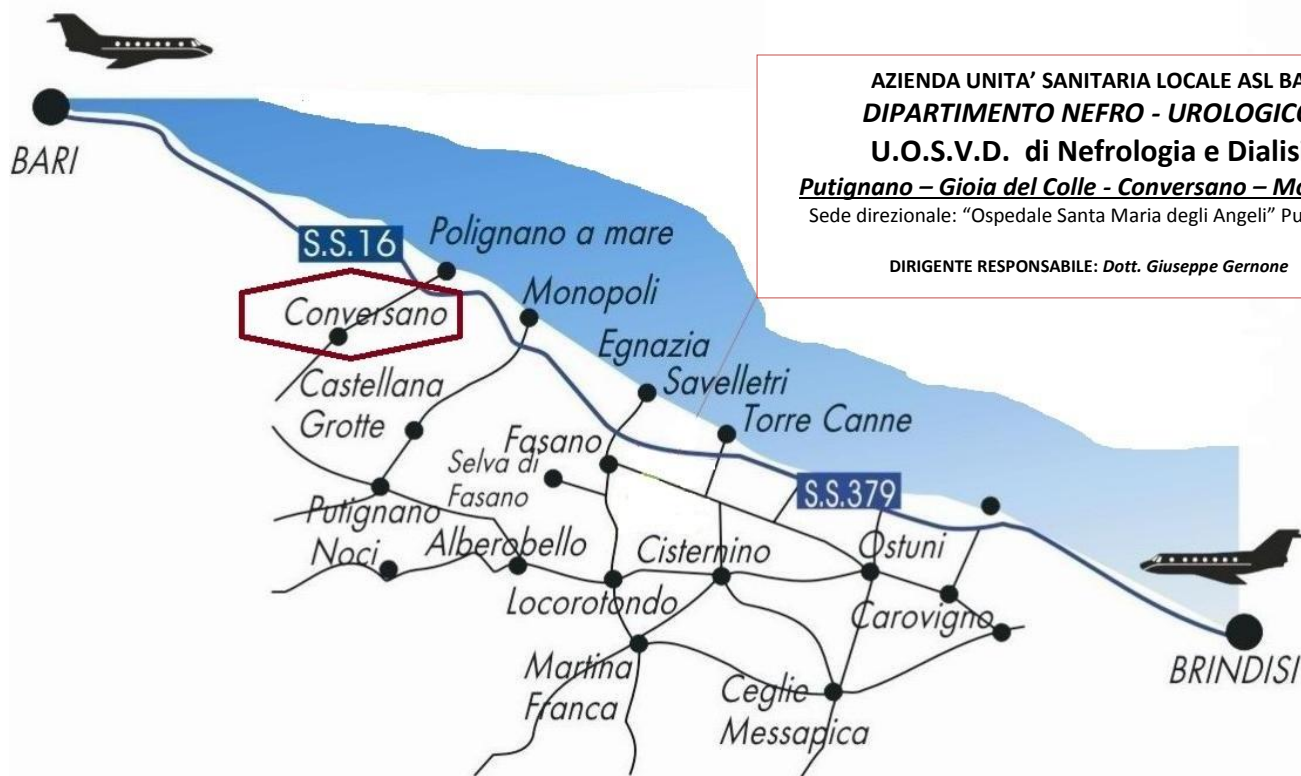 AZIENDA UNITA’ SANITARIA LOCALE ASL BA
DIPARTIMENTO NEFRO - UROLOGICO
U.O.S.V.D. di Nefrologia e Dialis
Putignano – Gioia del Colle - Conversano – Mo
Sede direzionale: “Ospedale Santa Maria degli Angeli” Pu
DIRIGENTE RESPONSABILE: Dott. Giuseppe Gernone
BARI
S.S.16
Polignano a mare
Conversano
Monopoli
Egnazia
Savelletri
Castellana
Grotte
Torre Canne
Fasano
Selva di
Fasano
S.S.379
Putignano
Noci
Alberobello
Cisternino
Ostuni
Locorotondo
Carovigno
Martina
Franca
Ceglie
Messapica
BRINDISI